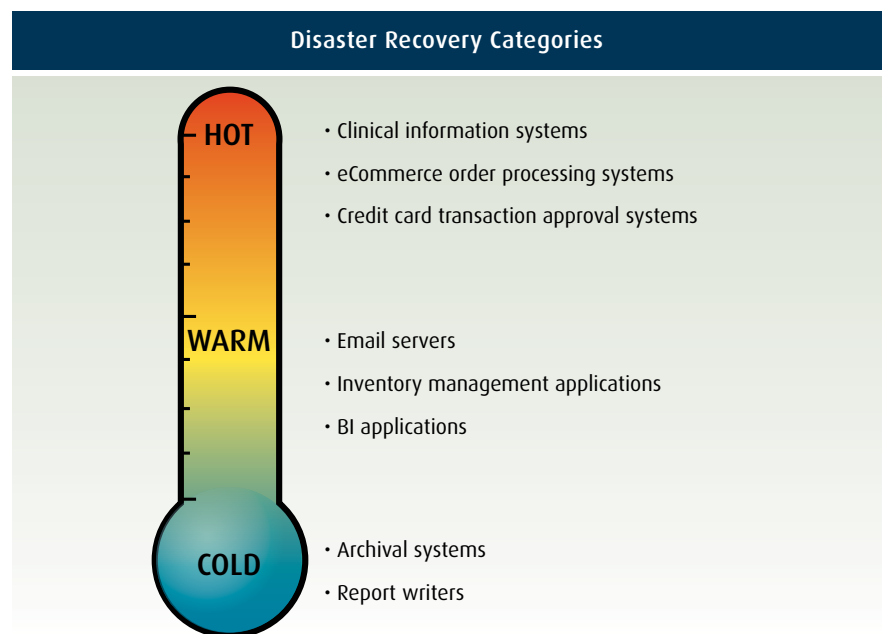 Disaster Recovery Categories
HOT
· Clinical information systems
· eCommerce order processing systems
· Credit card transaction approval systems
WARM
· Email servers
· Inventory management applications
· BI applications
COLD
· Archival systems
· Report writers